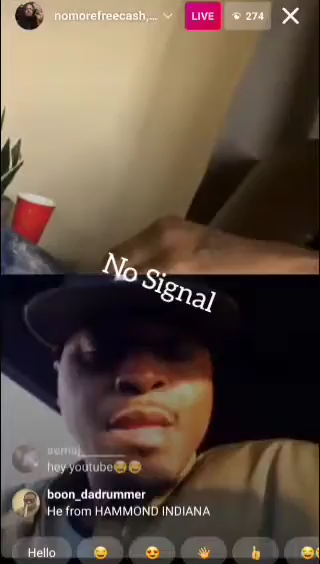 nomorefreecash,...
LIVE
274
No Signal
hey youtube
boon_dadrummer
He from HAMMOND INDIANA
Hello